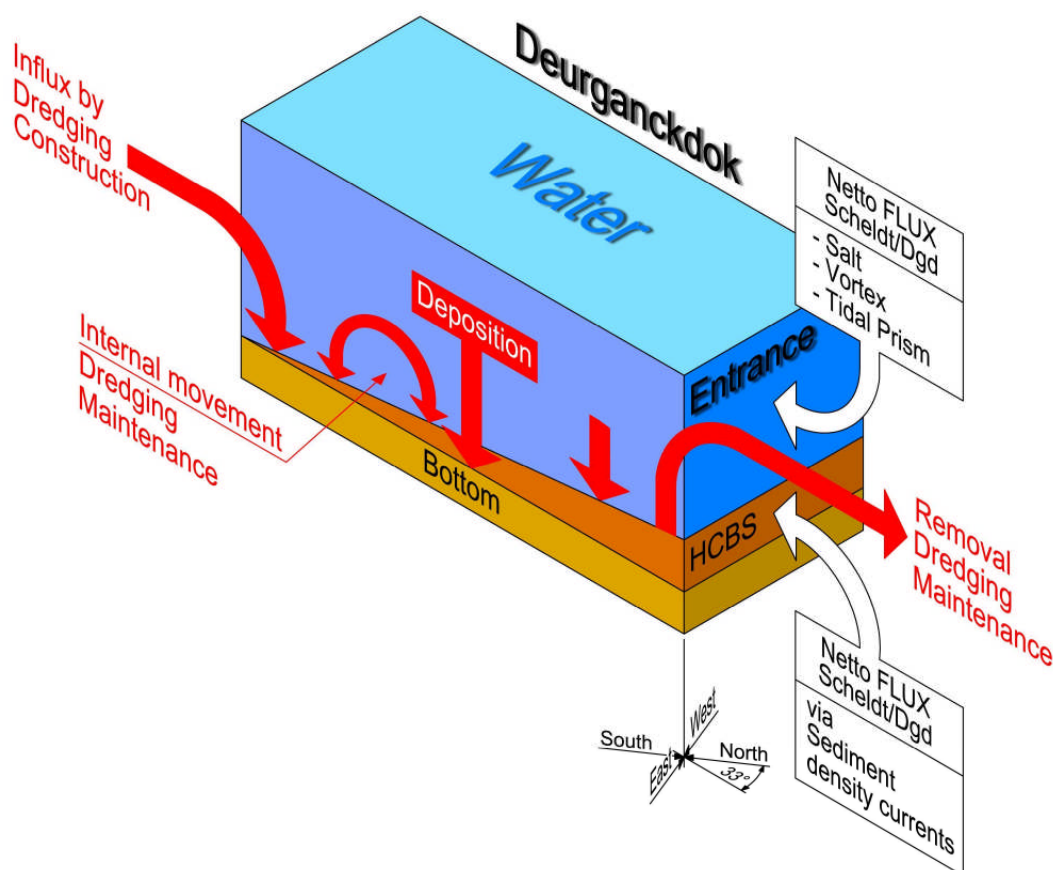 Deurganckdok
Influx by
Dredging
Construction
Water
Netto FLUX
Scheldt/Dgd
- Salt
- Vortex
- Tidal Prism
Deposition
Entrance
Internal movement
Dredging
Maintenance
Bottom
HCBS
Removal
Dredging
Maintenance
Netto FLUX
Scheldt/Dgd
via
Sediment
density currents
West
South
North
East
33°